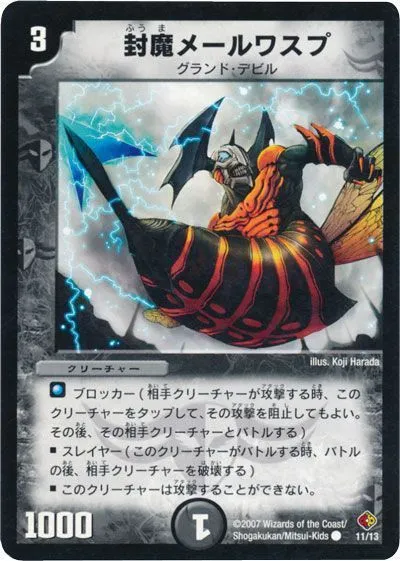 3
ふう ま
封魔メールワスプ
グランド・デビル
illus. Koji Harada
クリーチャー
ブロッカー(相手クリーチャーが攻撃する時、この
クリーチャーをタップして、その攻撃を阻止してもよい。
その後、その相手クリーチャーとバトルする)
■ スレイヤー(このクリーチャーがバトルする時、バトル
の後、相手クリーチャーを破壊する)
■ このクリーチャーは攻撃することができない。
1000
1
©2007 Wizards of the Coast/
Shogakukan/Mitsui-Kids ● 11/13